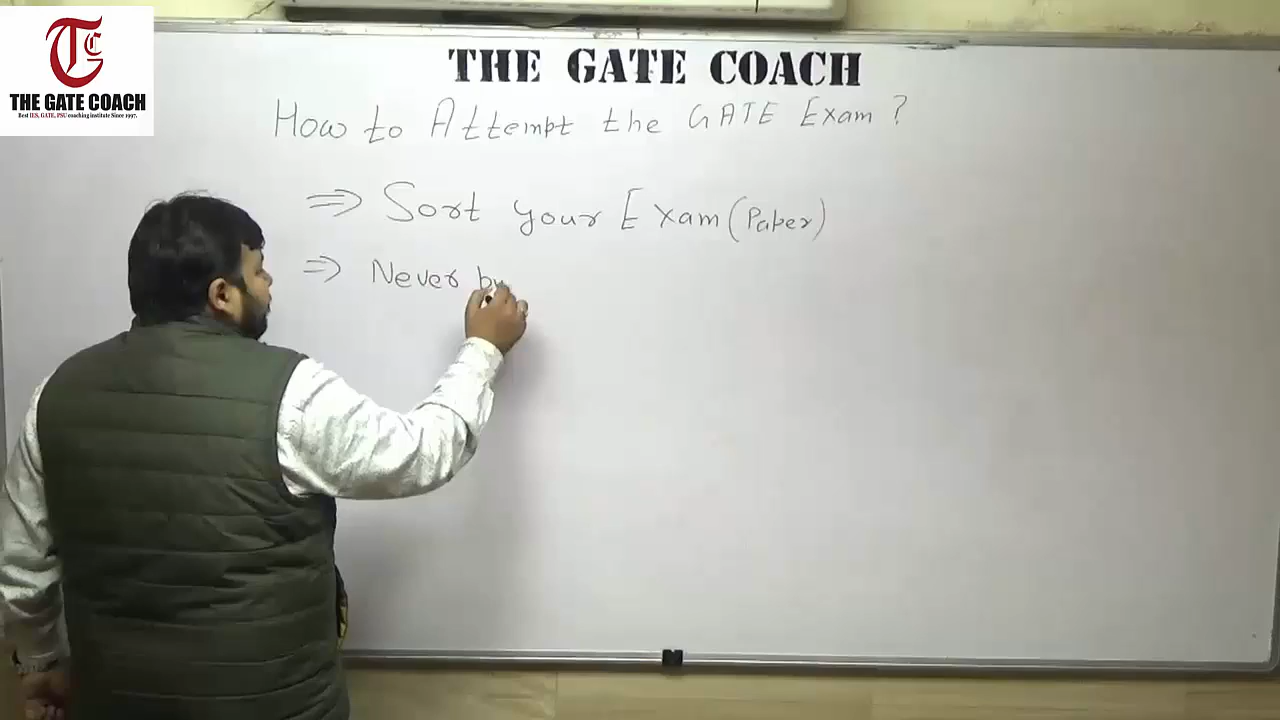 THE GATE COACH
Best IES, GATE, PSU coaching institute Since 1997.
THE GATE COACH
How to Attempt the GATE Exam?
⇒ Sort your Exam (Paper)
⇒ Never